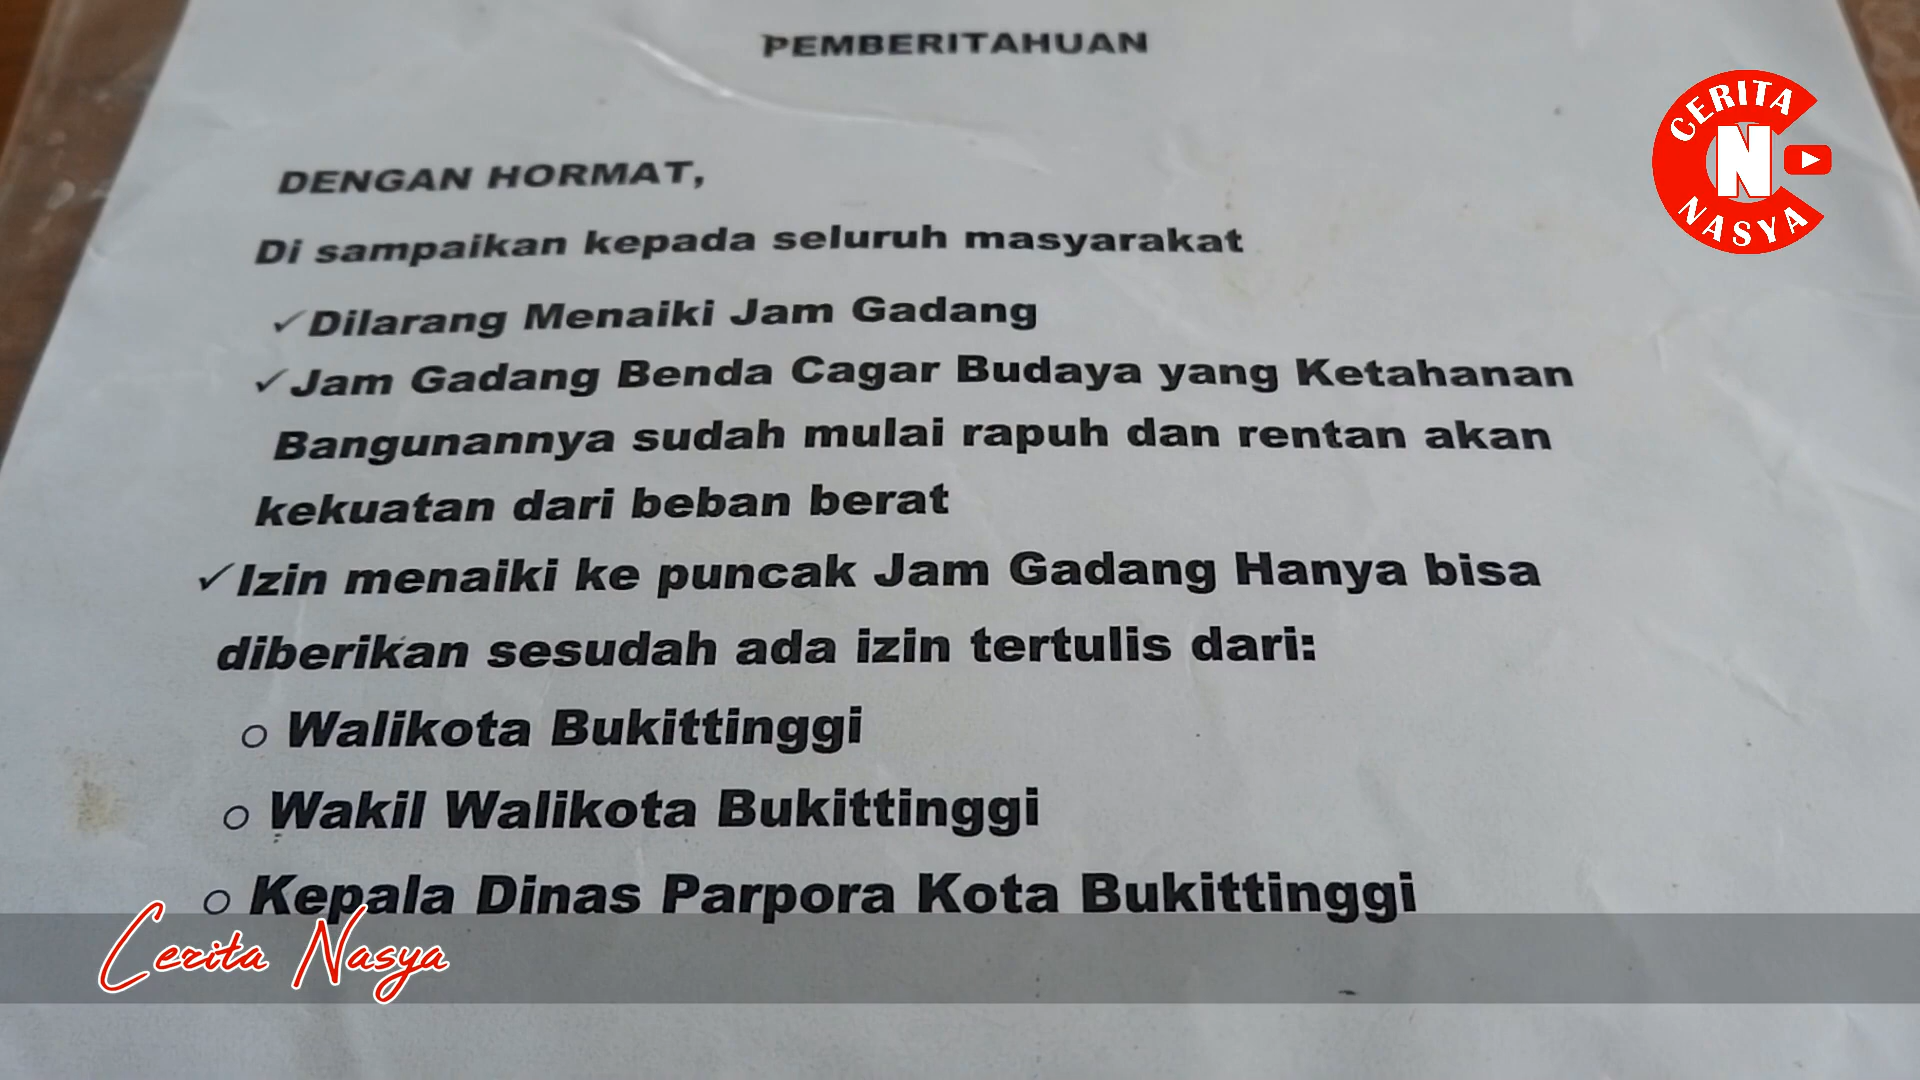 PEMBERITAHUAN
CERITA
N
NASYA
DENGAN HORMAT,
Di sampaikan kepada seluruh masyarakat
✓Dilarang Menaiki Jam Gadang
✓Jam Gadang Benda Cagar Budaya yang Ketahanan
Bangunannya sudah mulai rapuh dan rentan akan
kekuatan dari beban berat
✓Izin menaiki ke puncak Jam Gadang Hanya bisa
diberikan sesudah ada izin tertulis dari:
o Walikota Bukittinggi
o Wakil Walikota Bukittinggi
o Kepala Dinas Parpora Kota Bukittinggi
Cerita Nasya